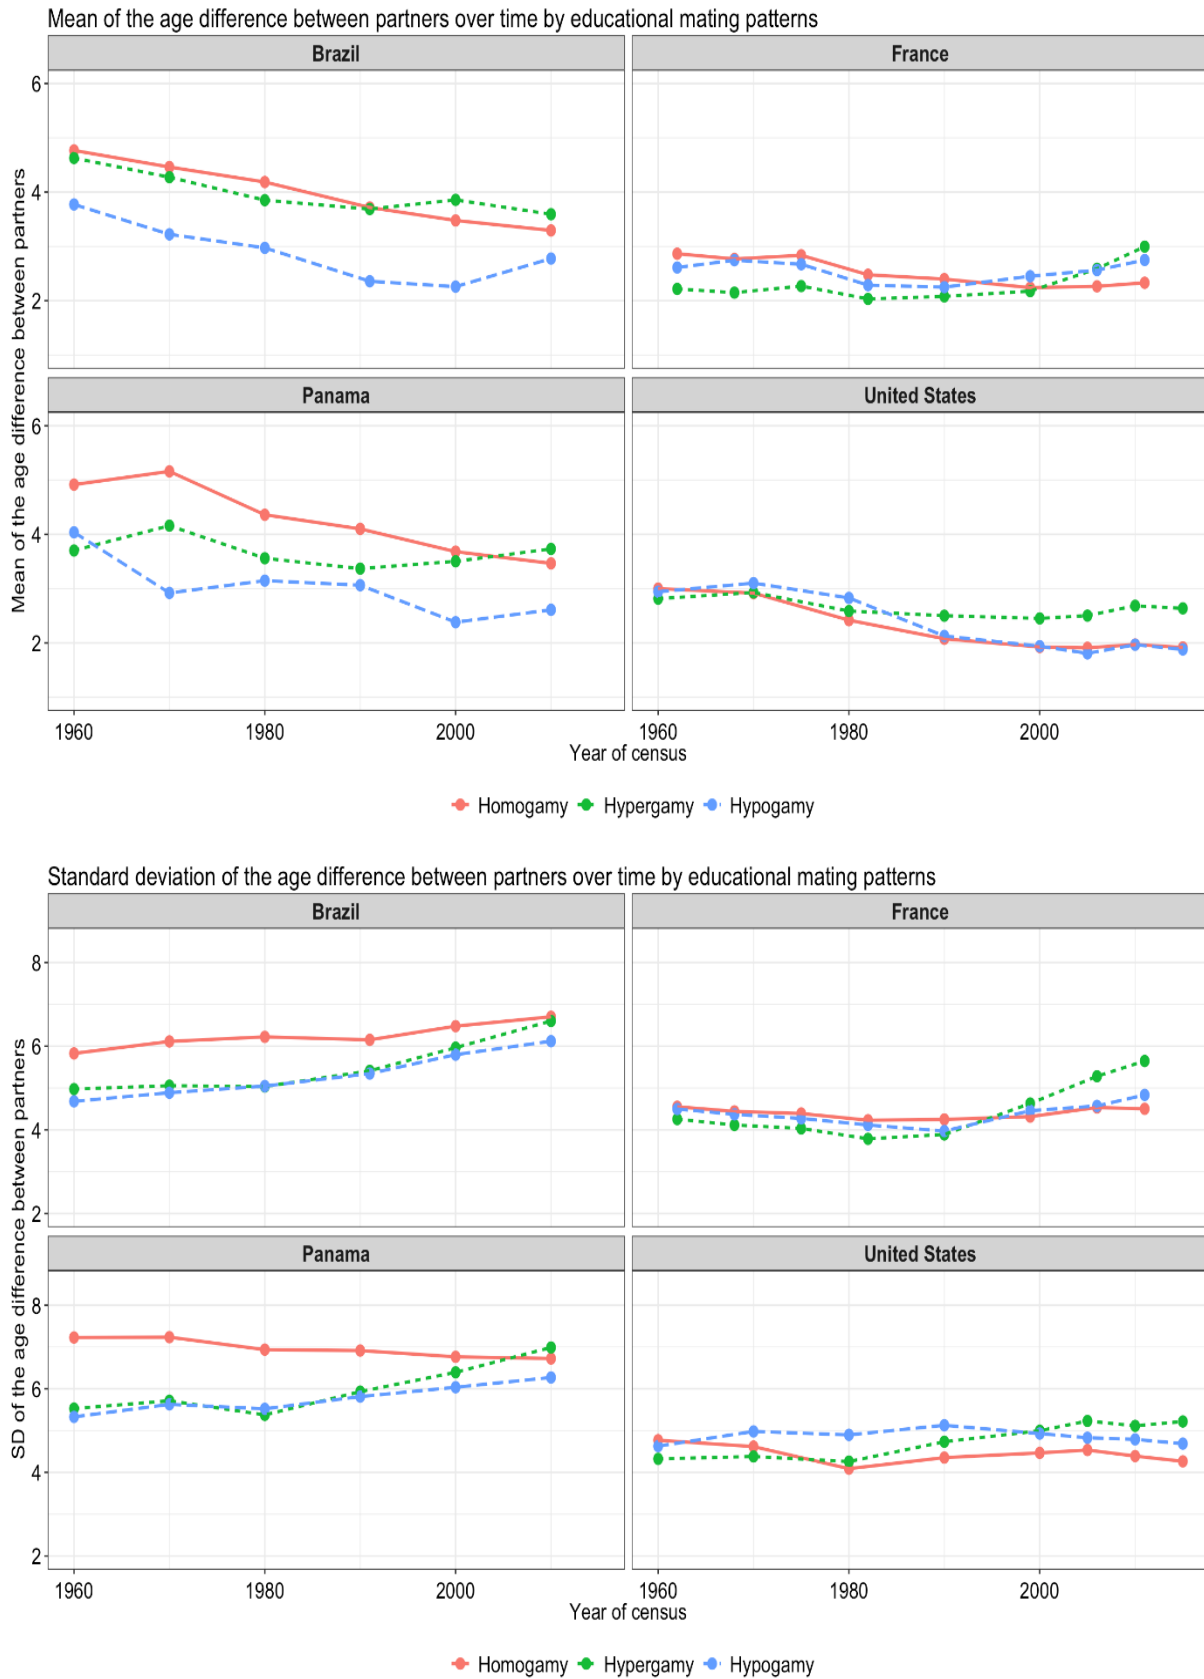 Mean of the age difference between partners over time by educational mating patterns
Brazil
France
6
4
2
Panama
United States
6
4
2
Mean of the age difference between partners
1960
1980
2000
1960
1980
2000
Year of census
Homogamy Hypergamy Hypogamy
Standard deviation of the age difference between partners over time by educational mating patterns
Brazil
France
8
6
4
2
Panama
United States
8
6
4
2
SD of the age difference between partners
1960
1980
2000
1960
1980
2000
Year of census
Homogamy Hypergamy Hypogamy